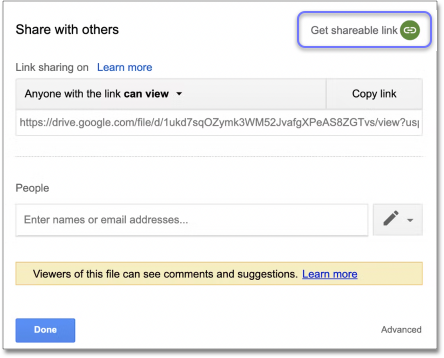 Share with others
Get shareable link
Link sharing on Learn more
Anyone with the link can view
Copy link
https://drive.google.com/file/d/1ukd7sqOZymk3WM52JvafgXPeAS8ZGTvs/view?usp
People
Enter names or email addresses...
Viewers of this file can see comments and suggestions. Learn more
Done
Advanced